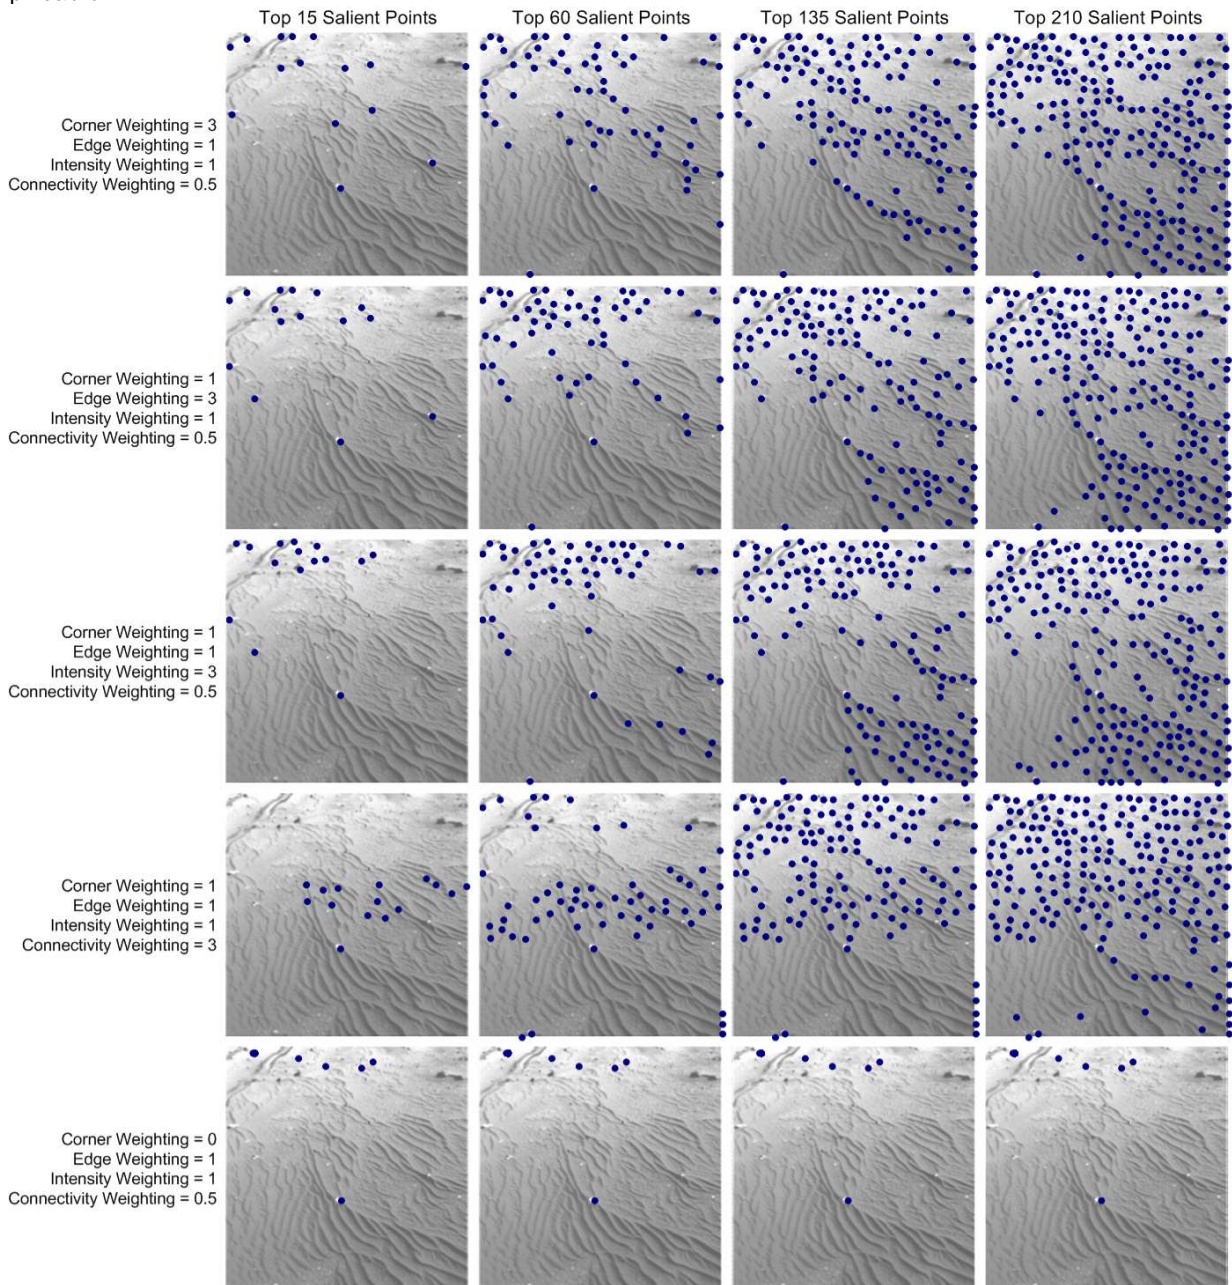 Top 15 Salient Points Top 60 Salient Points Top 135 Salient Points Top 210 Salient Points
Corner Weighting = 3
Edge Weighting = 1
Intensity Weighting = 1
Connectivity Weighting = 0.5
Corner Weighting = 1
Edge Weighting = 3
Intensity Weighting = 1
Connectivity Weighting = 0.5
Corner Weighting = 1
Edge Weighting = 1
Intensity Weighting = 3
Connectivity Weighting = 0.5
Corner Weighting = 1
Edge Weighting = 1
Intensity Weighting = 1
Connectivity Weighting = 3
Corner Weighting = 0
Edge Weighting = 1
Intensity Weighting = 1
Connectivity Weighting = 0.5